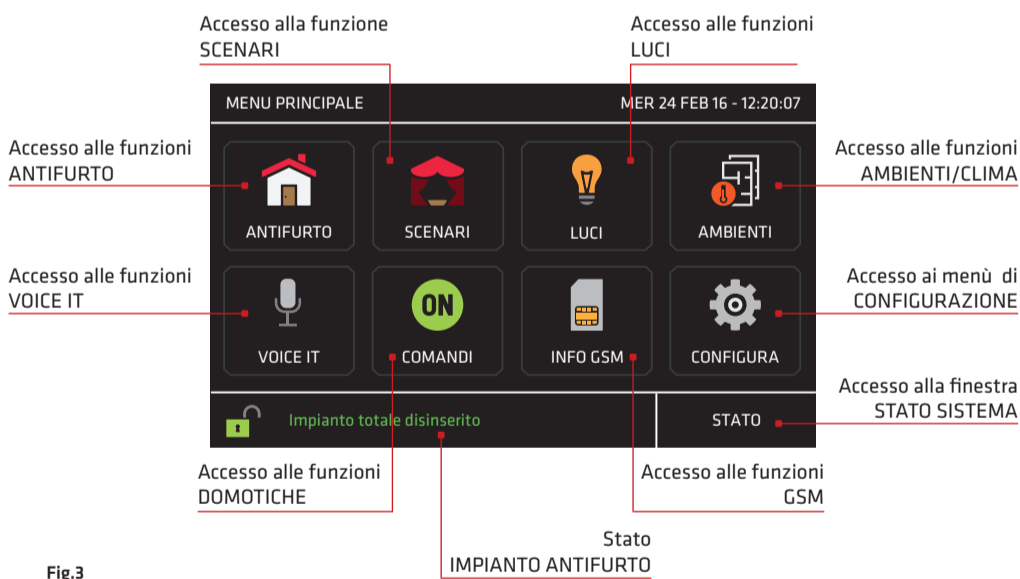 Accesso alla funzione
SCENARI
Accesso alle funzioni
LUCI
MENU PRINCIPALE
MER 24 FEB 16 - 12:20:07
Accesso alle funzioni
ANTIFURTO
Accesso alle funzioni
AMBIENTI/CLIMA
ANTIFURTO
SCENARI
LUCI
AMBIENTI
Accesso alle funzioni
VOICE IT
Accesso ai menù di
CONFIGURAZIONE
ON
VOICE IT
COMANDI
INFO GSM
CONFIGURA
Accesso alla finestra
STATO SISTEMA
Impianto totale disinserito
STATO
Accesso alle funzioni
DOMOTICHE
Accesso alle funzioni
GSM
Stato
IMPIANTO ANTIFURTO
Fig.3